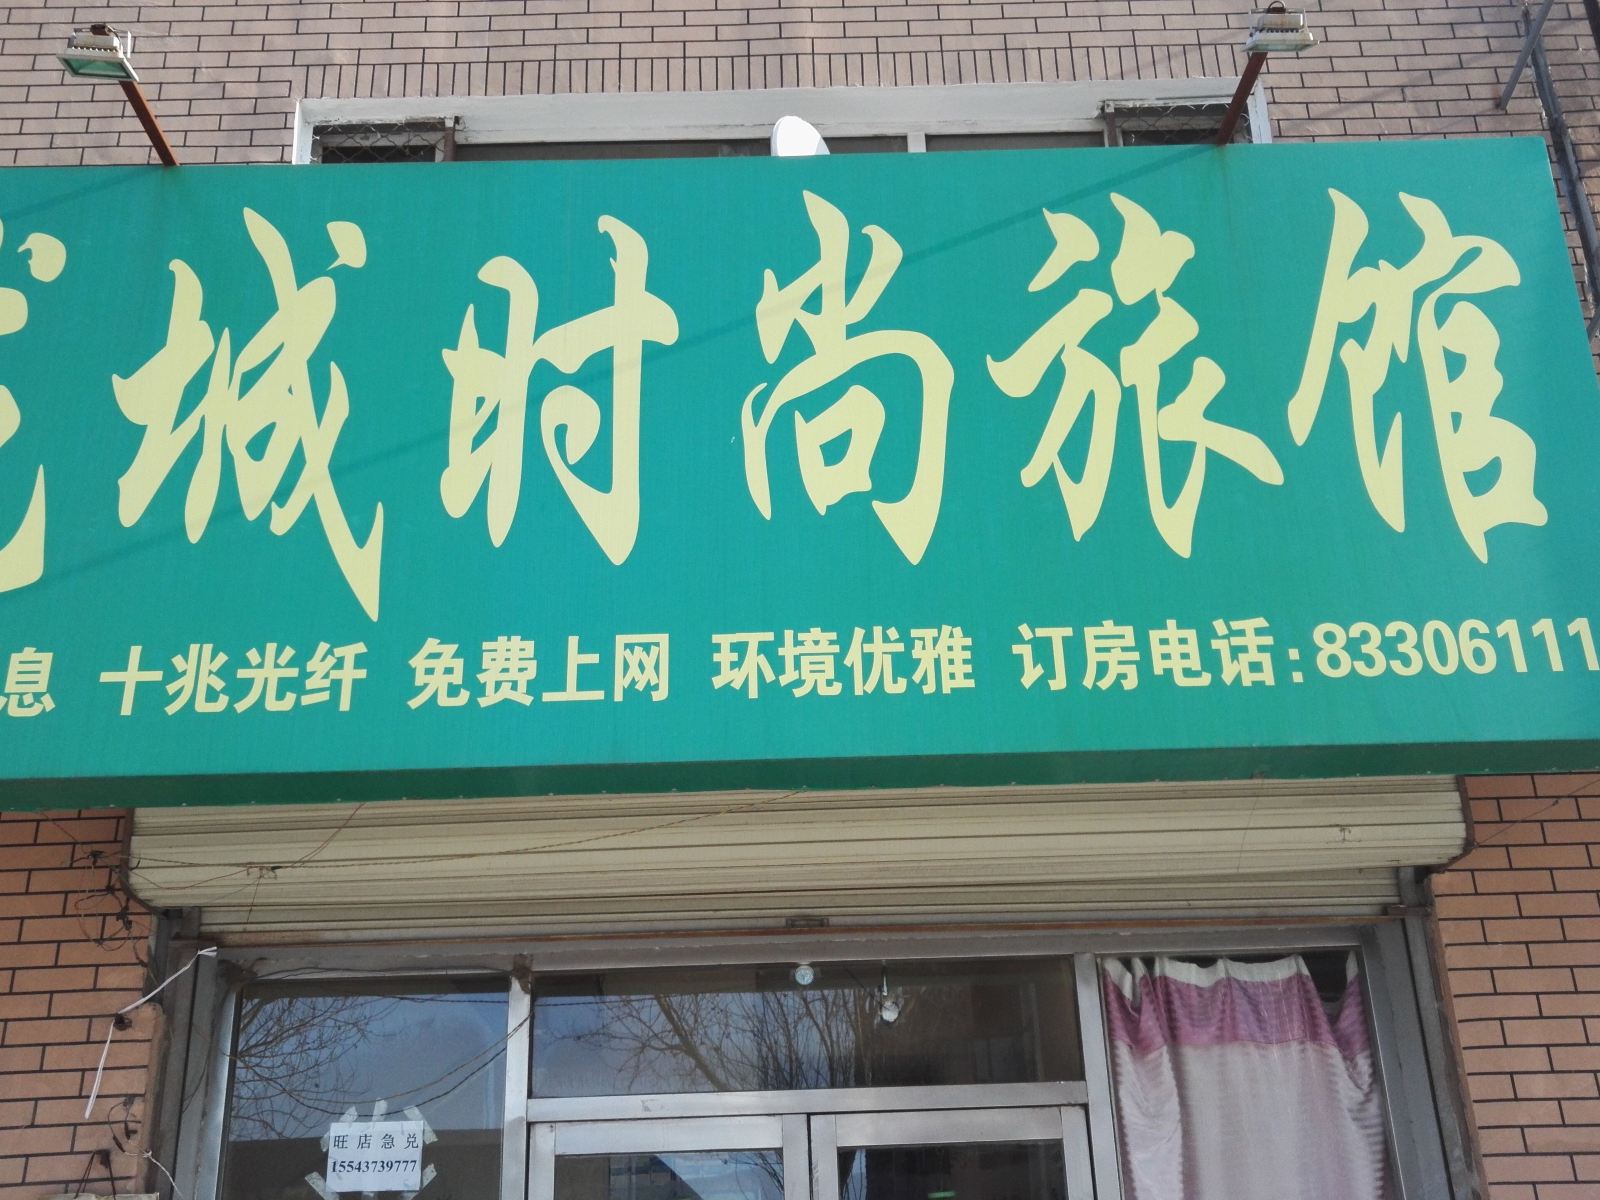 城时尚旅馆
息 十兆光纤 免费上网 环境优雅 订房电话:83306111
旺店急兑
15543739777